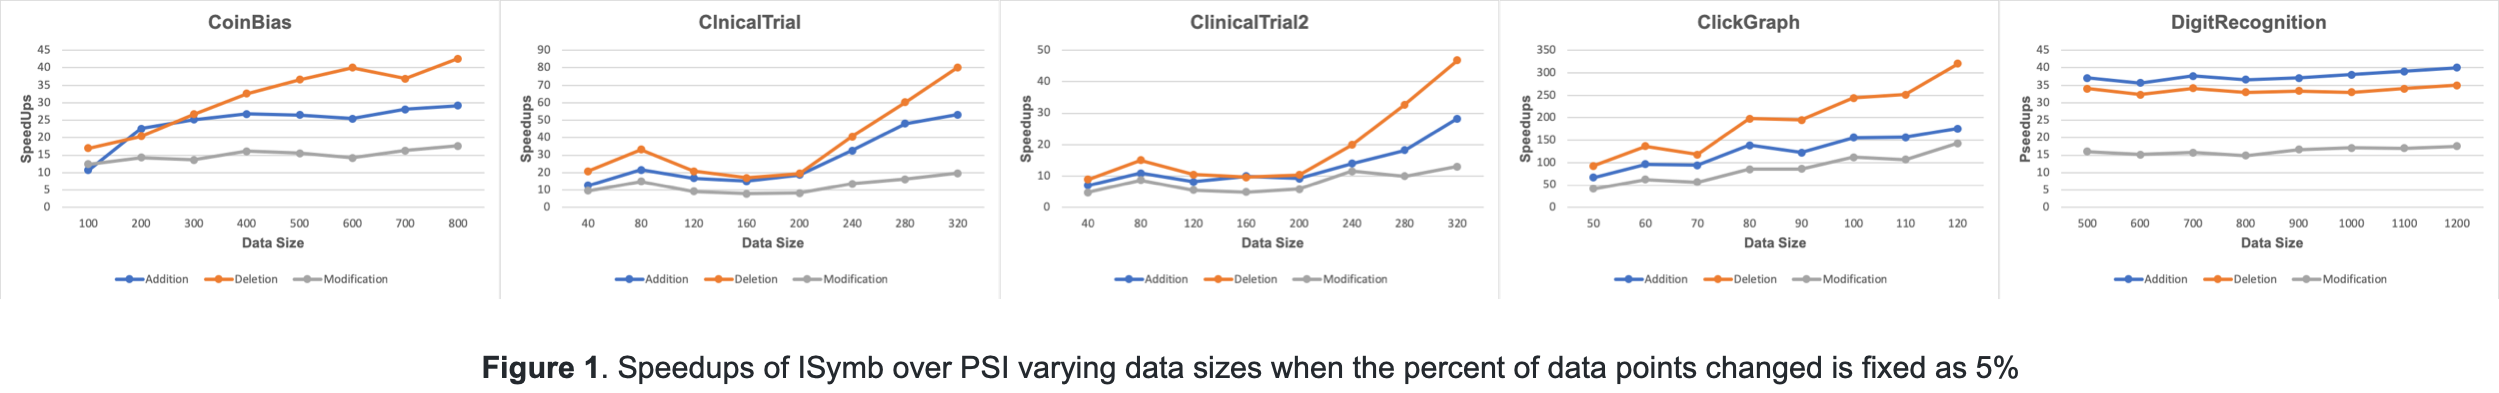 CoinBias
45
40
35
30
25
20
15
10
5
0
SpeedUps
100 200 300 400 500 600 700 800
Data Size
Addition Deletion Modification
ClnicalTrial
90
80
70
60
50
40
30
20
10
0
Speedups
40 80 120 160 200 240 280 320
Data Size
Addition Deletion Modification
ClinicalTrial2
50
40
30
20
10
0
Speedups
40 80 120 160 200 240 280 320
Data Size
Addition Deletion Modification
ClickGraph
350
300
250
200
150
100
50
0
Speedups
50 60 70 80 90 100 110 120
Data Size
Addition Deletion Modification
DigitRecognition
45
40
35
30
25
20
15
10
5
0
Pseedups
500 600 700 800 900 1000 1100 1200
Data Size
Addition Deletion Modification
Figure 1. Speedups of ISymb over PSI varying data sizes when the percent of data points changed is fixed as 5%